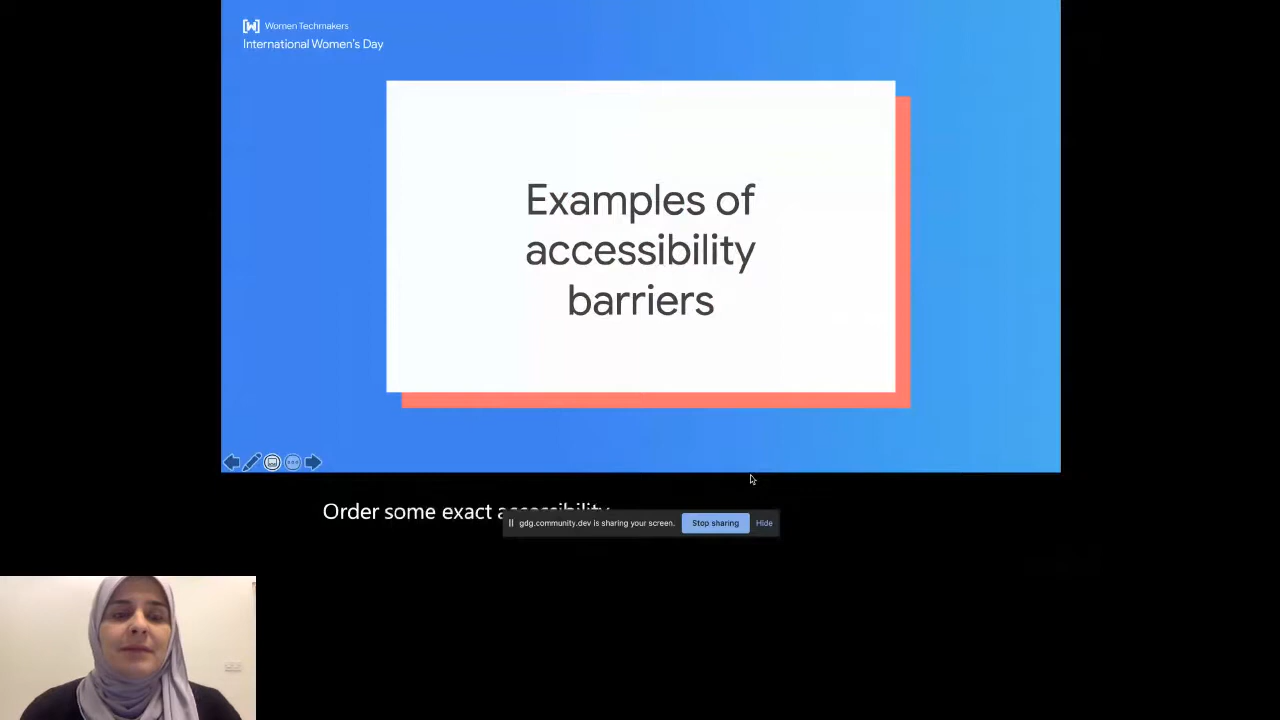 Women Techmakers
International Women's Day
Examples of
accessibility
barriers
Order some exact accessibility
gdg.community.dev is sharing your screen. Stop sharing Hide